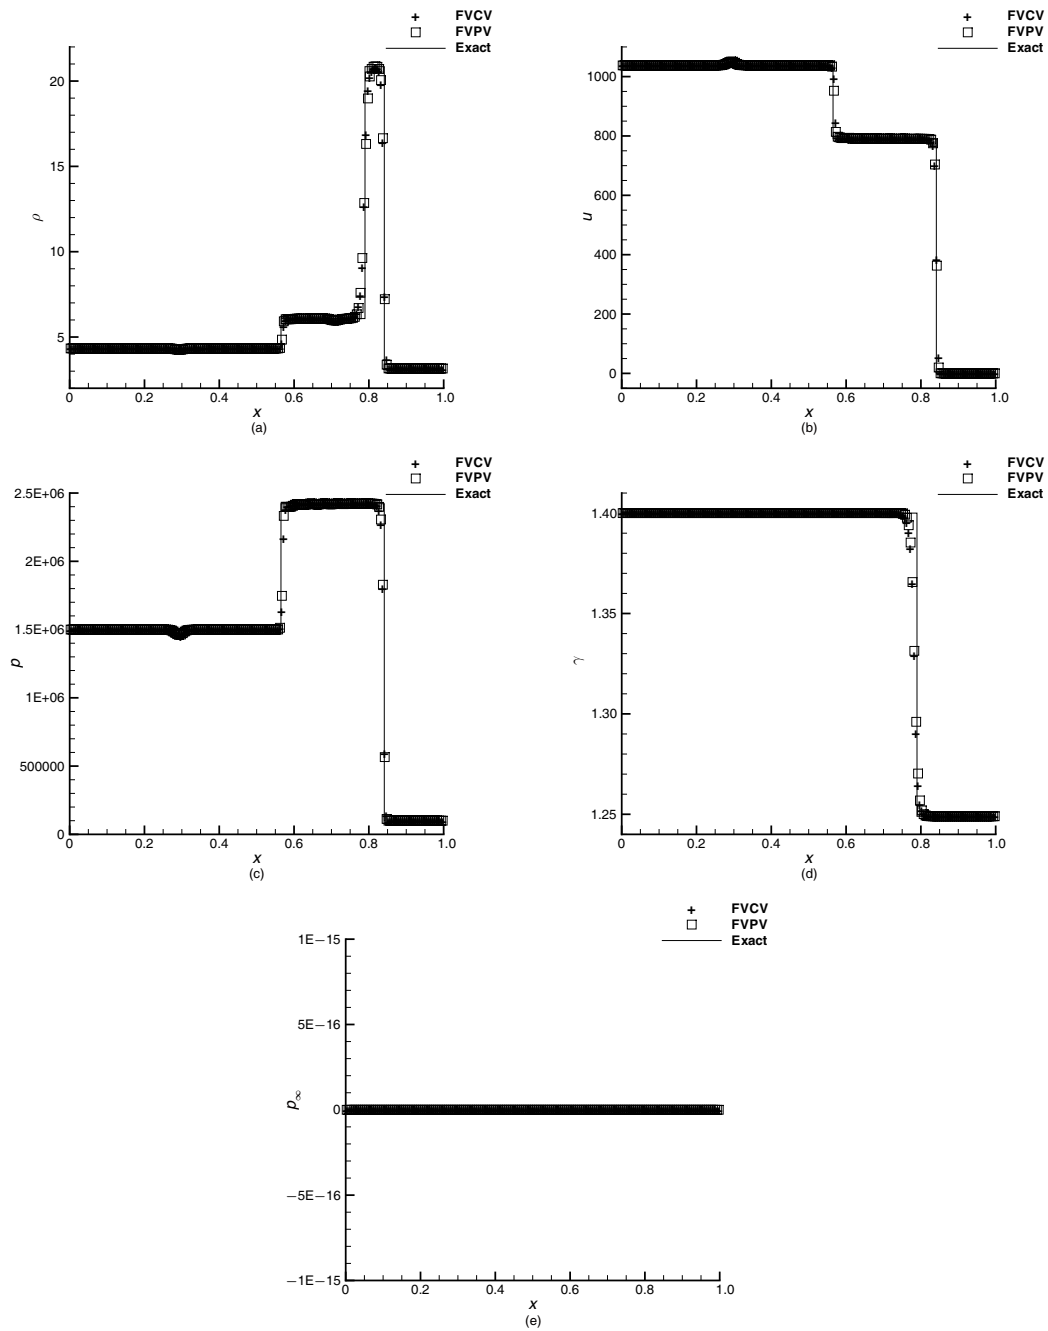 FVCV
FVPV
Exact
20
15
10
5
ρ
0 0.2 0.4 0.6 0.8 1.0
x
(a)
FVCV
FVPV
Exact
1000
800
600
400
200
0
u
0 0.2 0.4 0.6 0.8 1.0
x
(b)
FVCV
FVPV
Exact
2.5E+06
2E+06
1.5E+06
1E+06
500000
0
p
0 0.2 0.4 0.6 0.8 1.0
x
(c)
FVCV
FVPV
Exact
1.40
1.35
1.30
1.25
γ
0 0.2 0.4 0.6 0.8 1.0
x
(d)
FVCV
FVPV
Exact
1E−15
5E−16
0
−5E−16
−1E−15
p∞
0 0.2 0.4 0.6 0.8 1.0
x
(e)